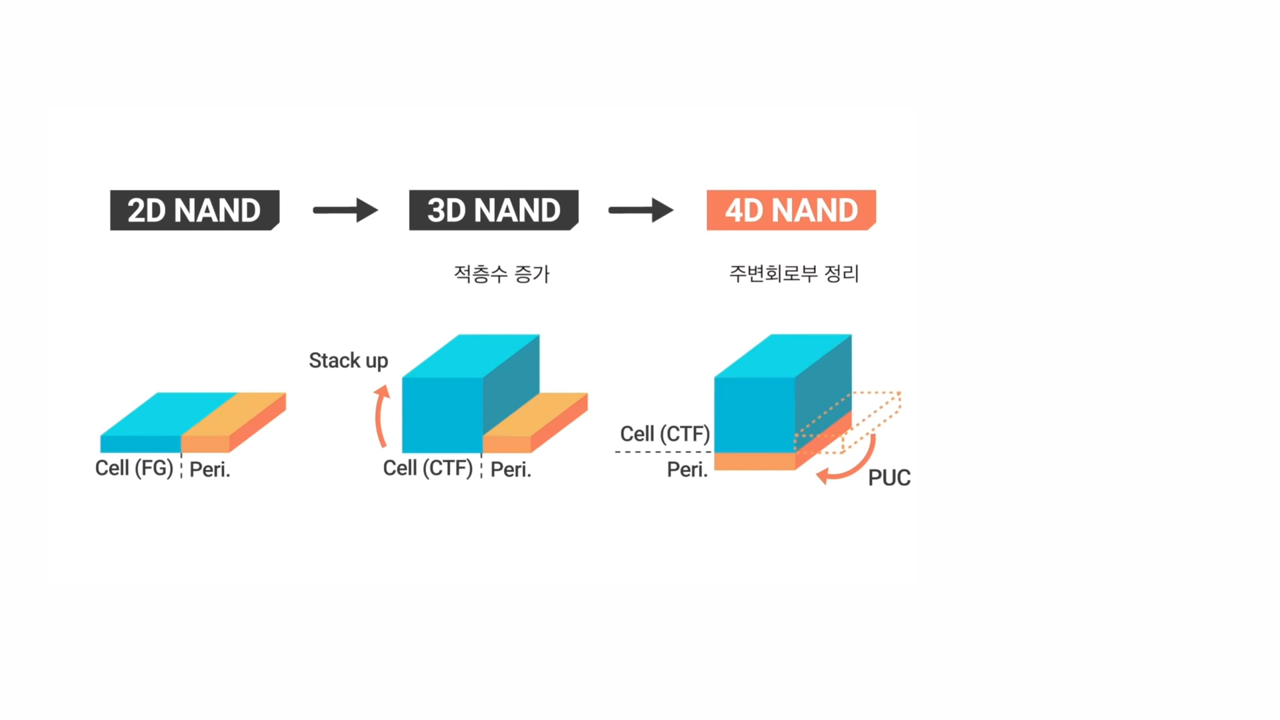 2D NAND
3D NAND
4D NAND
적층수 증가
주변회로부 정리
Stack up
Cell (FG)
Peri.
Cell (CTF)
Peri.
Cell (CTF)
Peri.
PUC